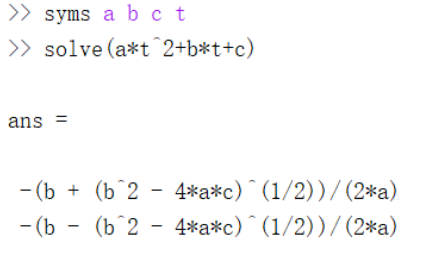 >> syms a b c t
>> solve(a*t^2+b*t+c)
ans =
-(b + (b^2 - 4*a*c)^(1/2))/(2*a)
-(b - (b^2 - 4*a*c)^(1/2))/(2*a)